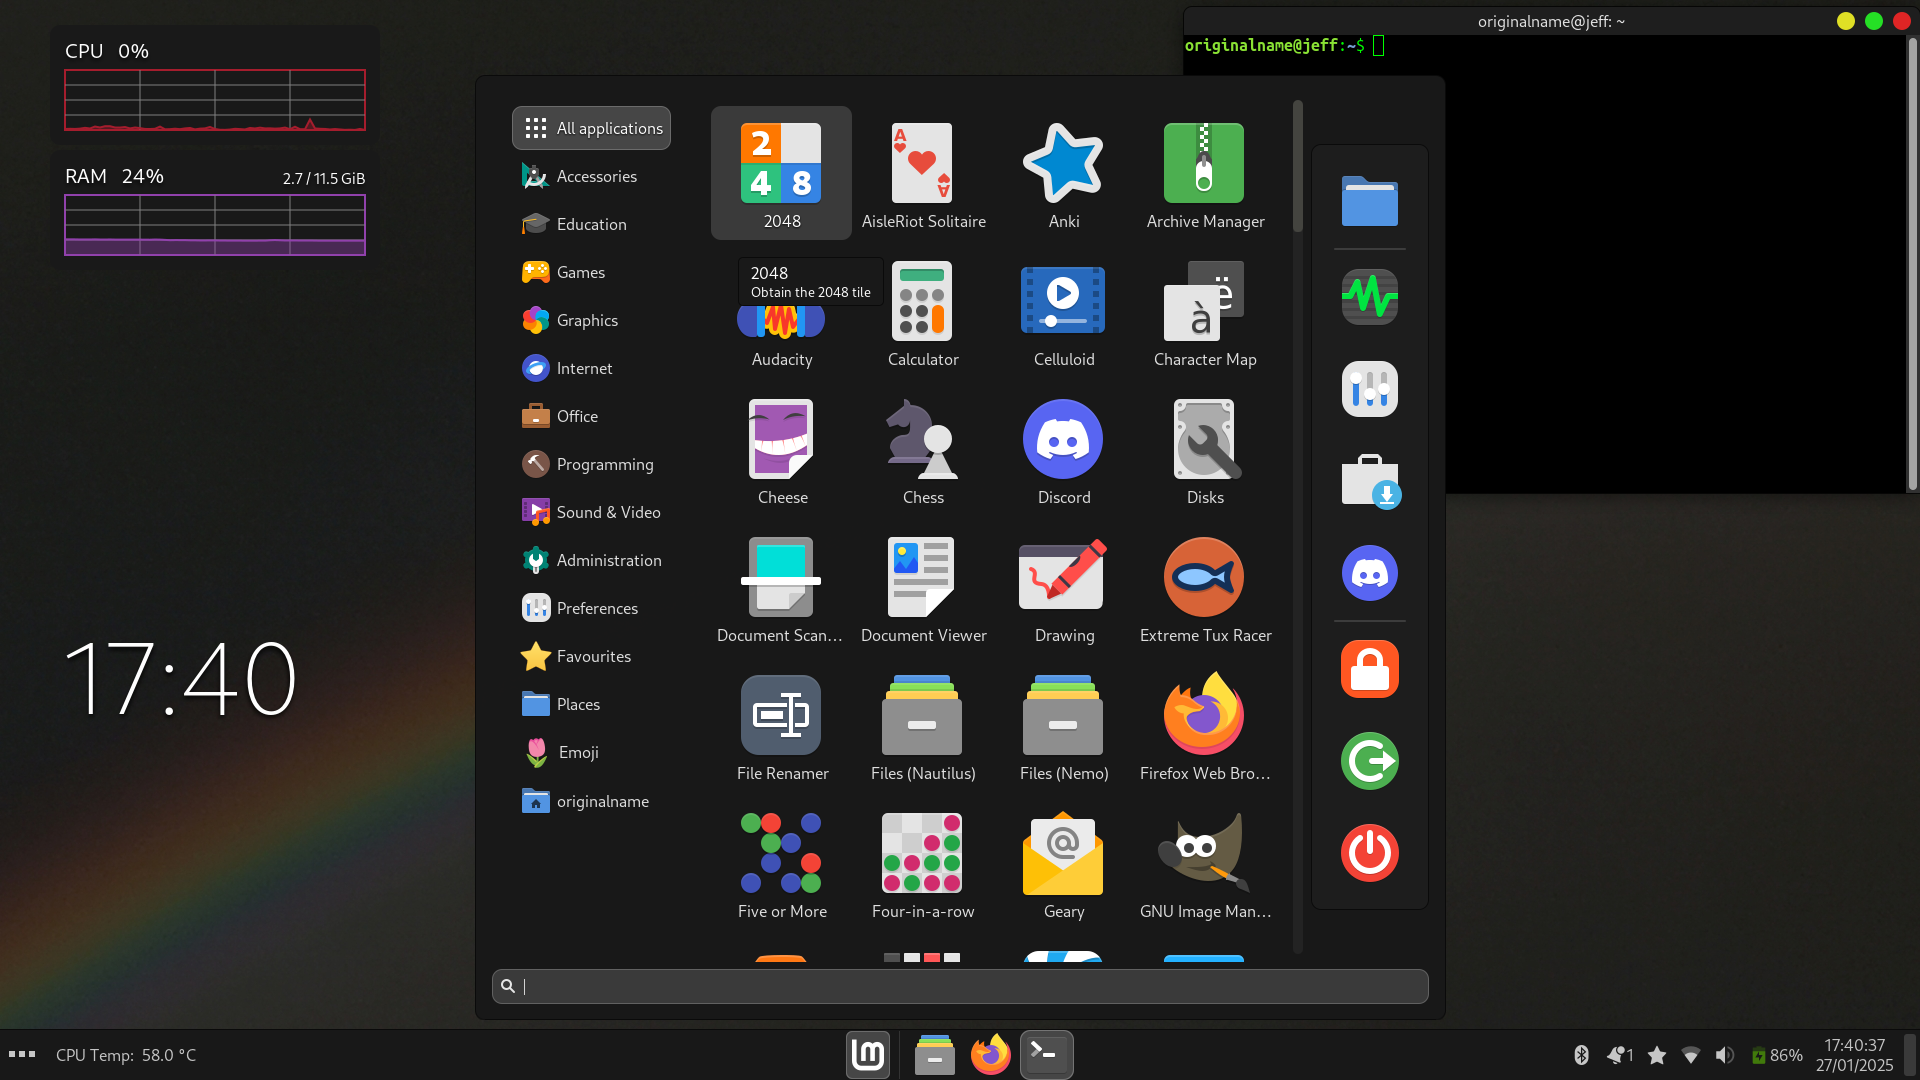 CPU 0%
RAM 24%
2.7 / 11.5 GiB
17:40
originalname@jeff: ~
originalname@jeff:~$
All applications
Accessories
Education
Games
Graphics
Internet
Office
Programming
Sound & Video
Administration
Preferences
Favourites
Places
Emoji
originalname
2
4 8
A
A
2048
AisleRiot Solitaire
Anki
Archive Manager
2048
Obtain the 2048 tile
à
ë
Audacity
Calculator
Celluloid
Character Map
Cheese
Chess
Discord
Disks
Document Scan...
Document Viewer
Drawing
Extreme Tux Racer
File Renamer
Files (Nautilus)
Files (Nemo)
Firefox Web Bro...
@
Five or More
Four-in-a-row
Geary
GNU Image Man...
CPU Temp: 58.0 °C
1
86%
17:40:37
27/01/2025